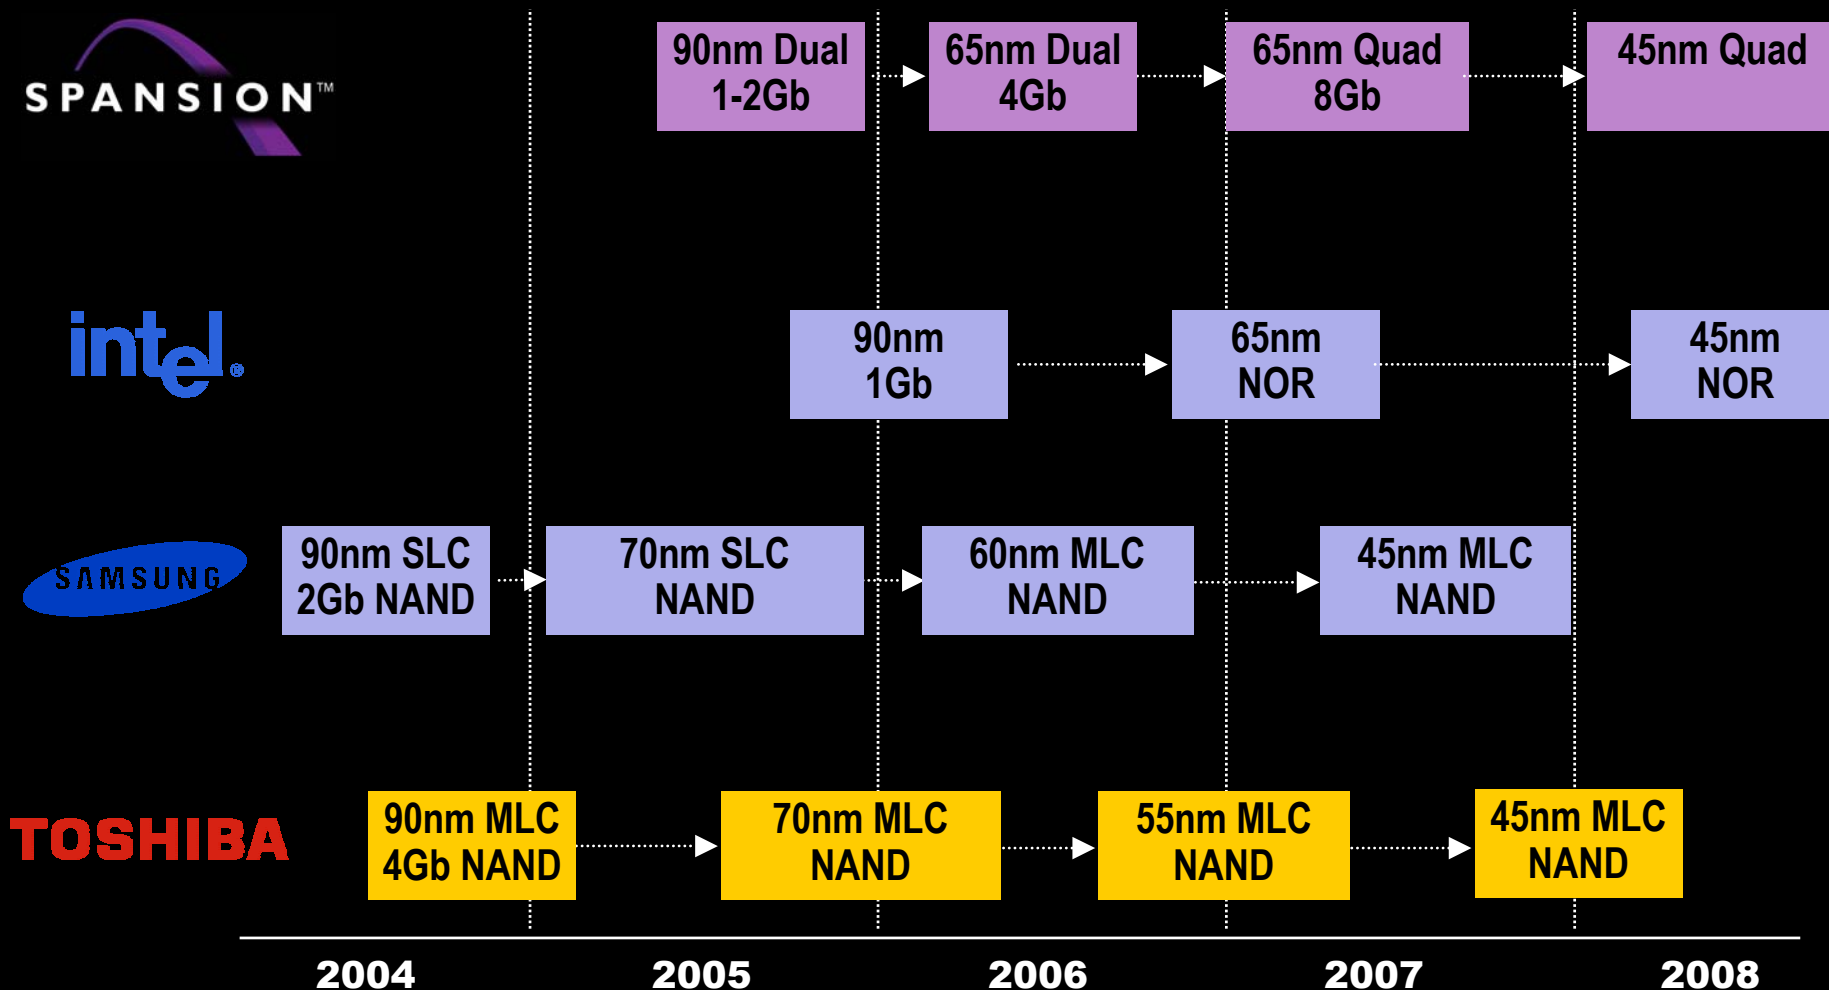 SPANSION™
90nm Dual
1-2Gb
65nm Dual
4Gb
65nm Quad
8Gb
45nm Quad
intel®
90nm
1Gb
65nm
NOR
45nm
NOR
SAMSUNG
90nm SLC
2Gb NAND
70nm SLC
NAND
60nm MLC
NAND
45nm MLC
NAND
TOSHIBA
90nm MLC
4Gb NAND
70nm MLC
NAND
55nm MLC
NAND
45nm MLC
NAND
2004 2005 2006 2007 2008